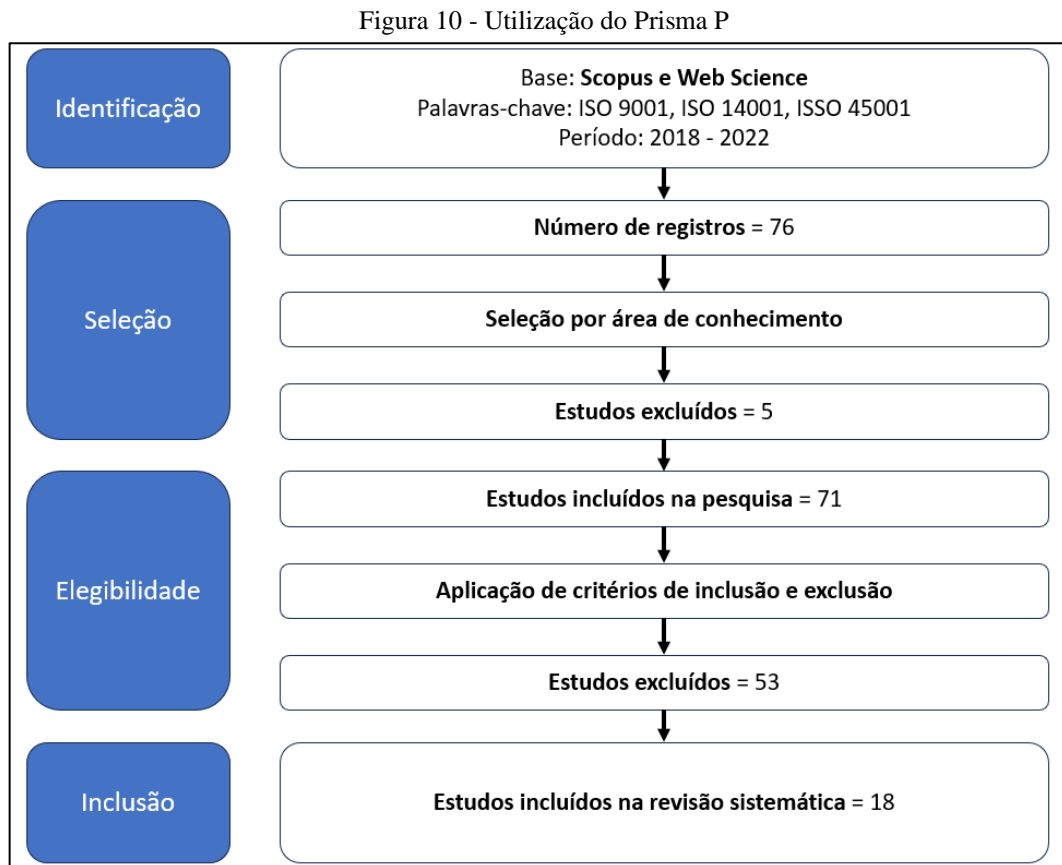 Figura 10 - Utilização do Prisma P
Identificação
Base: Scopus e Web Science
Palavras-chave: ISO 9001, ISO 14001, ISSO 45001
Período: 2018 - 2022
Seleção
Número de registros = 76
Seleção por área de conhecimento
Estudos excluídos = 5
Elegibilidade
Estudos incluídos na pesquisa = 71
Aplicação de critérios de inclusão e exclusão
Estudos excluídos = 53
Inclusão
Estudos incluídos na revisão sistemática = 18